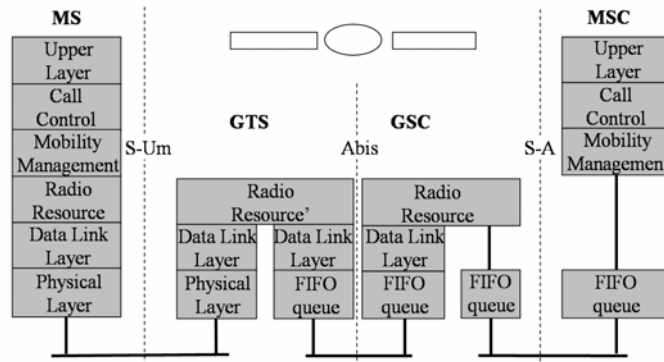 MS
MSC
Upper
Layer
Call
Control
Mobility
Management
Radio
Resource
Data Link
Layer
Physical
Layer
S-Um
GTS
Abis
GSC
S-A
Radio
Resource’
Data Link
Layer
Physical
Layer
Data Link
Layer
FIFO
queue
Radio
Resource
Data Link
Layer
FIFO
queue
FIFO
queue
Upper
Layer
Call
Control
Mobility
Management
FIFO
queue